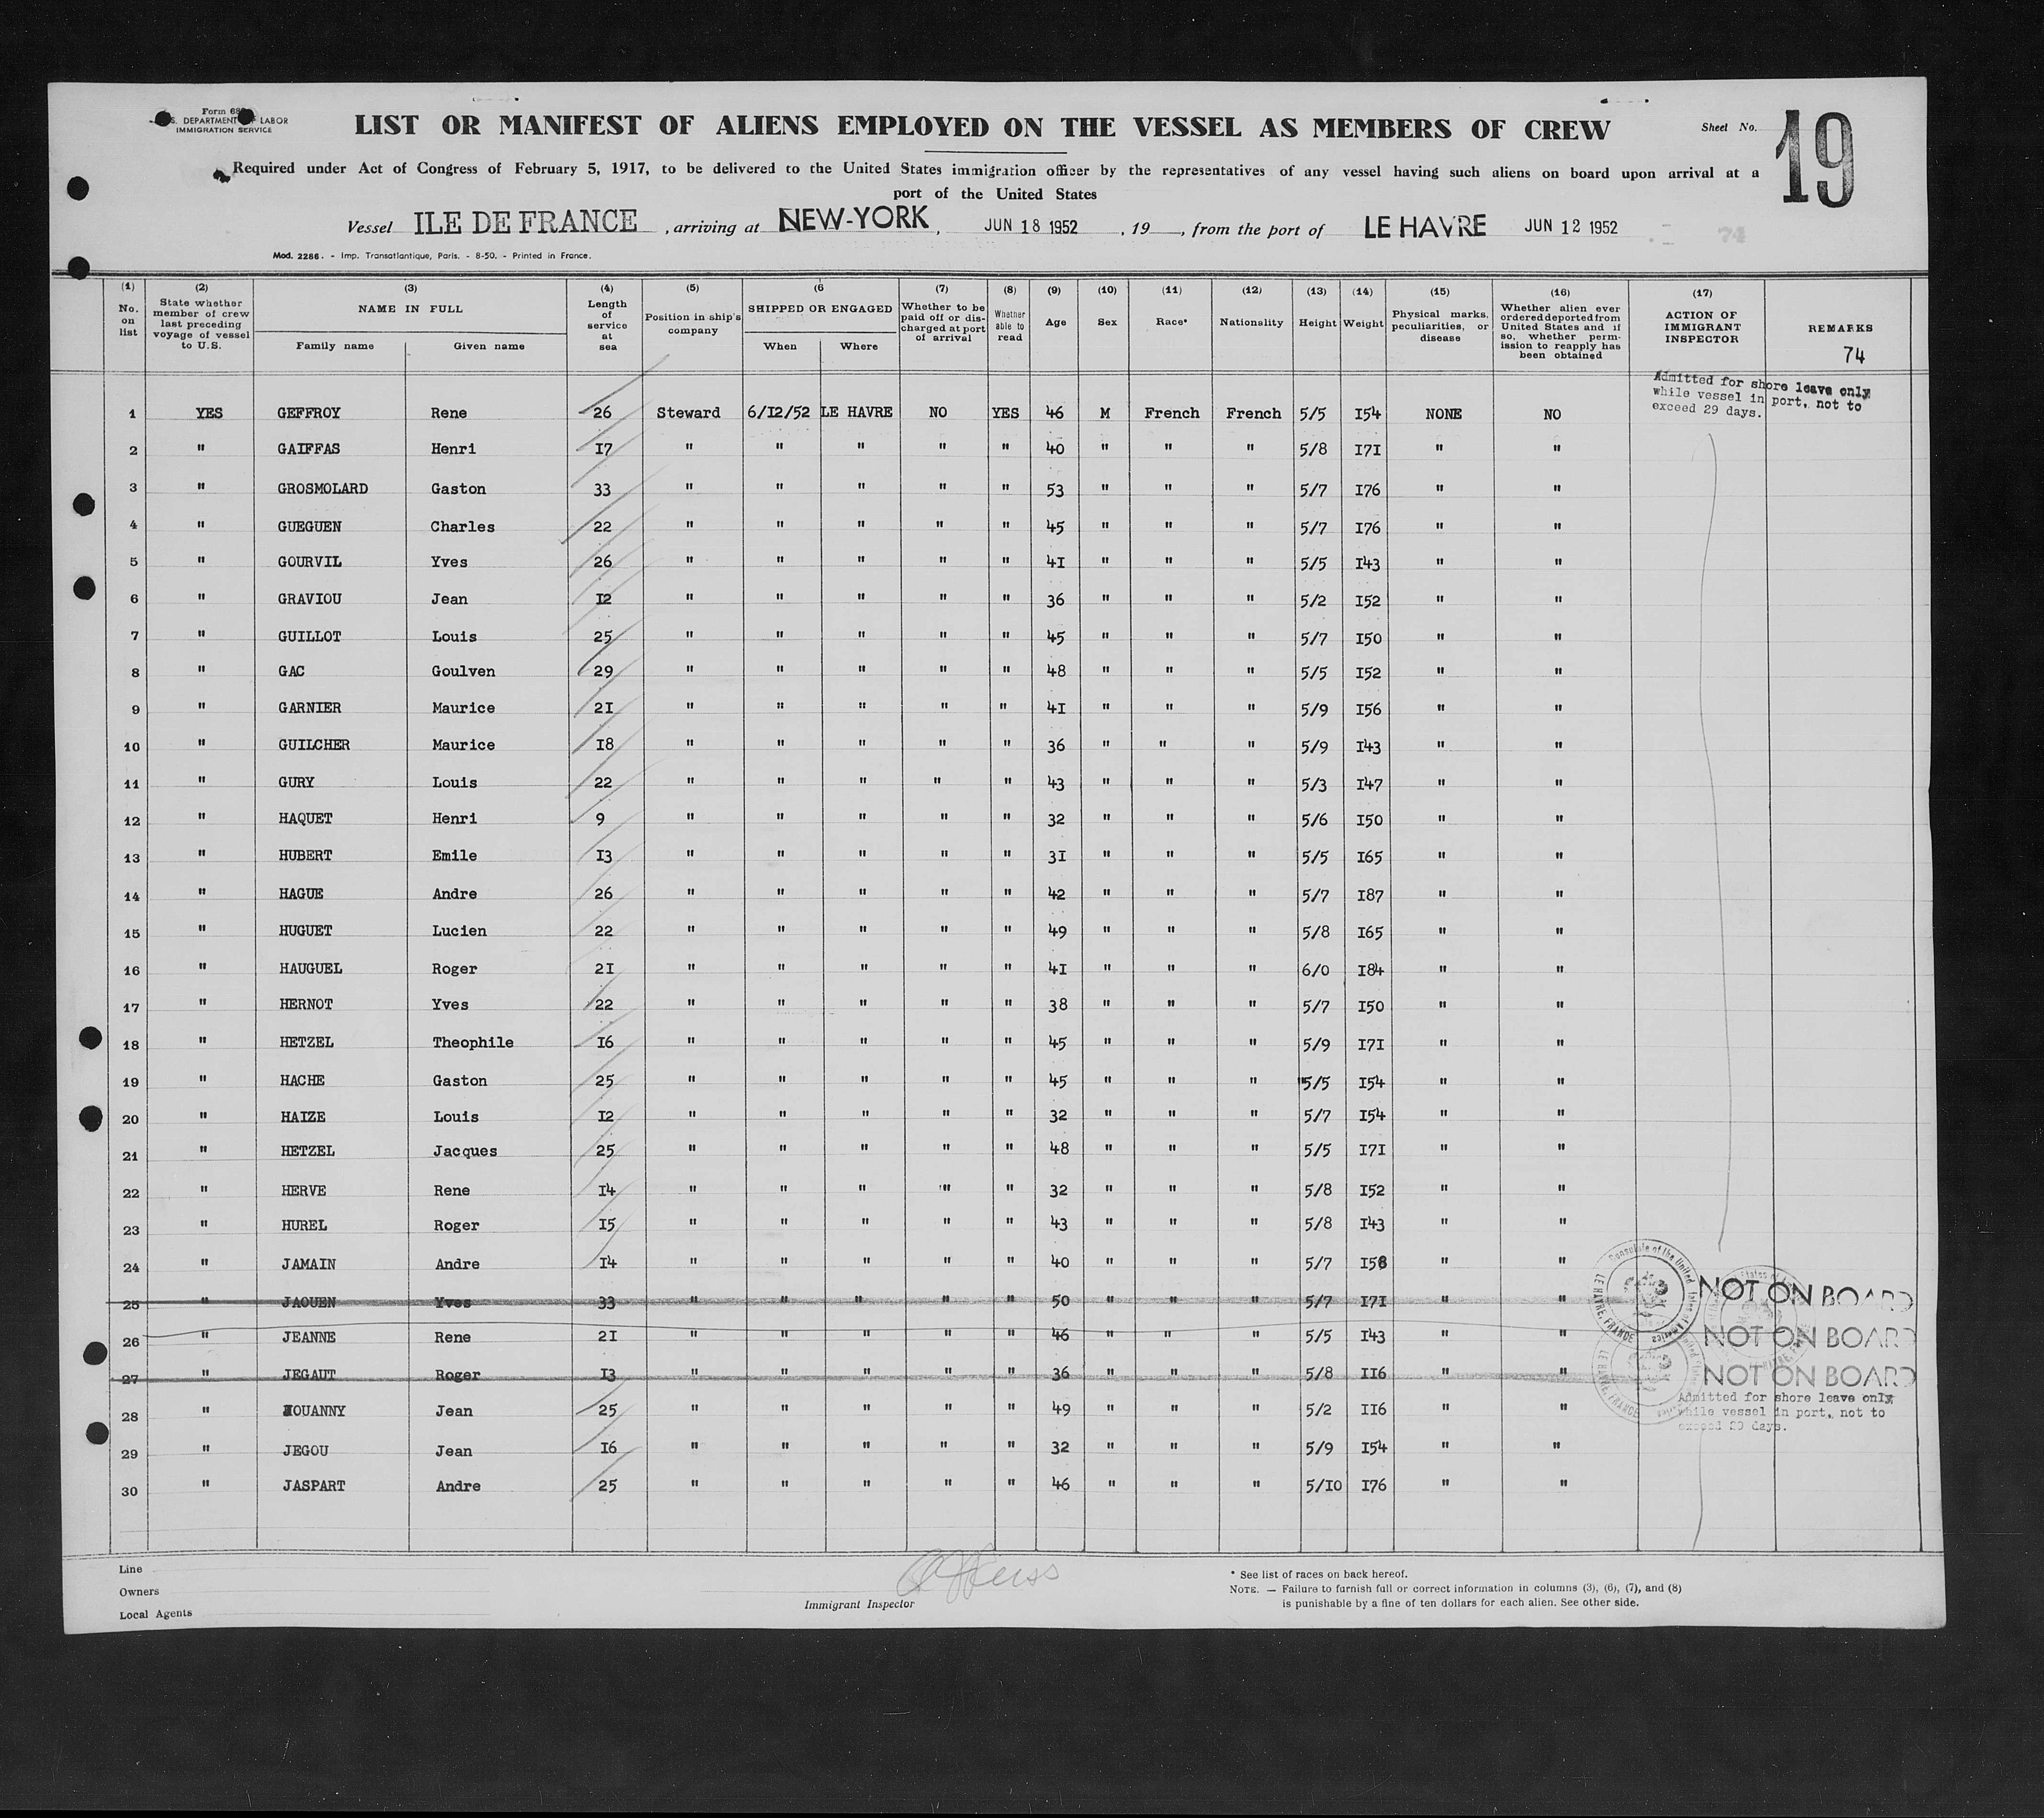 Form 68
S. DEPARTMENT LABOR
IMMIGRATION SERVICE
LIST OR MANIFEST OF ALIENS EMPLOYED ON THE VESSEL AS MEMBERS OF CREW
Sheet No. 19
Required under Act of Congress of February 5, 1917, to be delivered to the United States immigration officer by the representatives of any vessel having such aliens on board upon arrival at a
port of the United States
Vessel ILE DE FRANCE , arriving at NEW-YORK , JUN 18 1952 , 19 , from the port of LE HAVRE JUN 12 1952 74
Mod. 2286. - Imp. Transatlantique, Paris. - 8-50. - Printed in France.
(1) No. on list (2) State whether member of crew last preceding voyage of vessel to U.S. (3) NAME IN FULL Family name Given name (4) Length of service at sea (5) Position in ship's company (6 SHIPPED OR ENGAGED When Where (7) Whether to be paid off or discharged at port of arrival (8) Whether able to read (9) Age (10) Sex (11) Race* (12) Nationality (13) Height (14) Weight (15) Physical marks, peculiarities, or disease (16) Whether alien ever ordered deported from United States and if so, whether permission to reapply has been obtained (17) ACTION OF IMMIGRANT INSPECTOR REMARKS 74
Admitted for shore leave only
while vessel in port, not to
exceed 29 days.
1 YES GEFFROY Rene 26 Steward 6/12/52 LE HAVRE NO YES 46 M French French 5/5 154 NONE NO
2 " GAIFFAS Henri 17 " " " " " 40 " " " 5/8 171 " "
3 " GROSMOLARD Gaston 33 " " " " " 53 " " " 5/7 176 " "
4 " GUEGUEN Charles 22 " " " " " 45 " " " 5/7 176 " "
5 " GOURVIL Yves 26 " " " " " 41 " " " 5/5 143 " "
6 " GRAVIOU Jean 12 " " " " " 36 " " " 5/2 152 " "
7 " GUILLOT Louis 25 " " " " " 45 " " " 5/7 150 " "
8 " GAC Goulven 29 " " " " " 48 " " " 5/5 152 " "
9 " GARNIER Maurice 21 " " " " " 41 " " " 5/9 156 " "
10 " GUILCHER Maurice 18 " " " " " 36 " " " 5/9 143 " "
11 " GURY Louis 22 " " " " " 43 " " " 5/3 147 " "
12 " HAQUET Henri 9 " " " " " 32 " " " 5/6 150 " "
13 " HUBERT Emile 13 " " " " " 31 " " " 5/5 165 " "
14 " HAGUE Andre 26 " " " " " 42 " " " 5/7 187 " "
15 " HUGUET Lucien 22 " " " " " 49 " " " 5/8 165 " "
16 " HAUGUEL Roger 21 " " " " " 41 " " " 6/0 184 " "
17 " HERNOT Yves 22 " " " " " 38 " " " 5/7 150 " "
18 " HETZEL Theophile 16 " " " " " 45 " " " 5/9 171 " "
19 " HACHE Gaston 25 " " " " " 45 " " " 5/5 154 " "
20 " HAIZE Louis 12 " " " " " 32 " " " 5/7 154 " "
21 " HETZEL Jacques 25 " " " " " 48 " " " 5/5 171 " "
22 " HERVE Rene 14 " " " " " 32 " " " 5/8 152 " "
23 " HUREL Roger 15 " " " " " 43 " " " 5/8 143 " "
24 " JAMAIN Andre 14 " " " " " 40 " " " 5/7 158 " "
25 " JAOUEN Yves 33 " " " " " 50 " " " 5/7 171 " " NOT ON BOARD
26 " JEANNE Rene 21 " " " " " 46 " " " 5/5 143 " " NOT ON BOARD
27 " JEGAUT Roger 13 " " " " " 36 " " " 5/8 116 " " NOT ON BOARD
Consulate of the United States of America LE HAVRE, FRANCE
Admitted for shore leave only
while vessel in port, not to
exceed 29 days.
28 " JOUANNY Jean 25 " " " " " 49 " " " 5/2 116 " "
29 " JEGOU Jean 16 " " " " " 32 " " " 5/9 154 " "
30 " JASPART Andre 25 " " " " " 46 " " " 5/10 176 " "
Line
Owners
Local Agents
Immigrant Inspector
* See list of races on back hereof.
NOTE. — Failure to furnish full or correct information in columns (3), (6), (7), and (8)
is punishable by a fine of ten dollars for each alien. See other side.